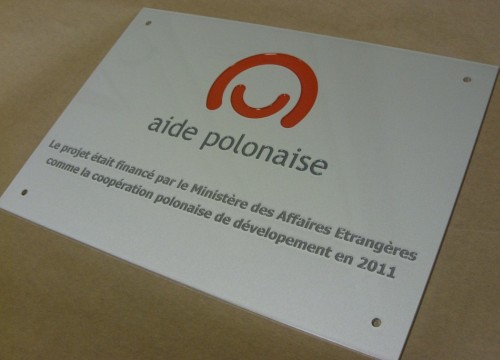 aide polonaise
Le projet était financé par le Ministère des Affaires Etrangères
comme la coopération polonaise de dévelopement en 2011